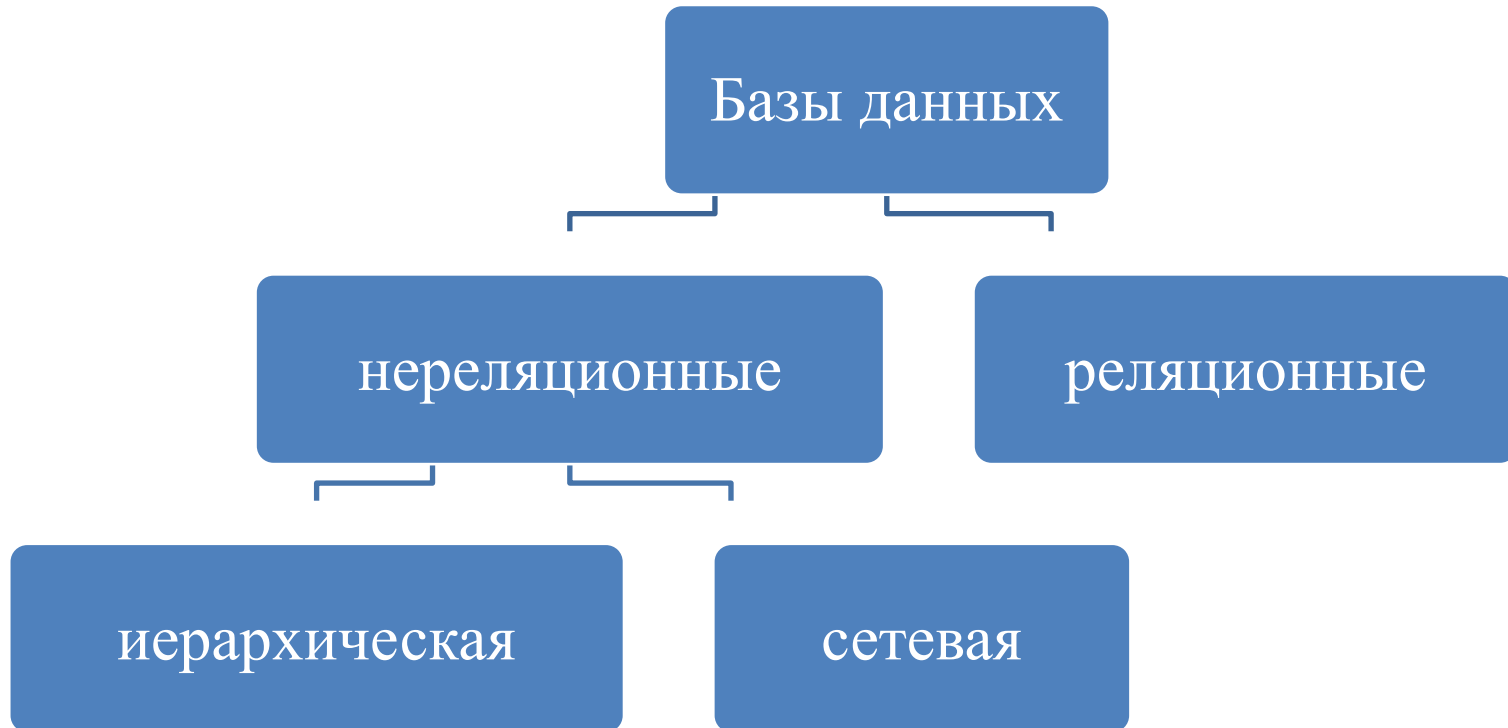 Базы данных
нереляционные
реляционные
иерархическая
сетевая